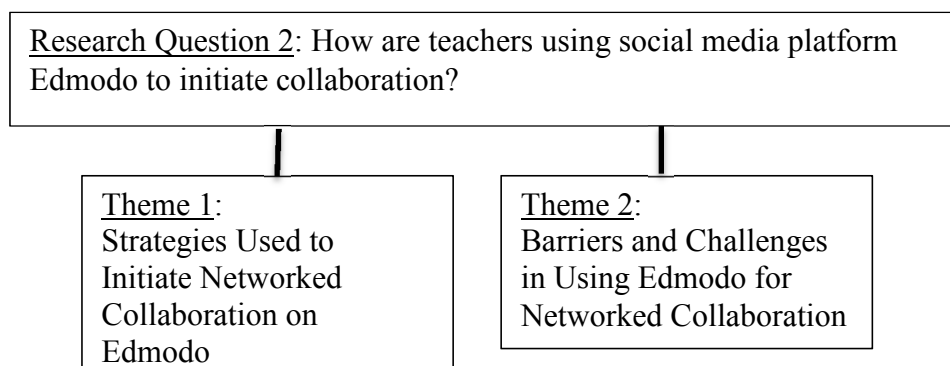 Research Question 2: How are teachers using social media platform
Edmodo to initiate collaboration?
Theme 1:
Strategies Used to
Initiate Networked
Collaboration on
Edmodo
Theme 2:
Barriers and Challenges
in Using Edmodo for
Networked Collaboration